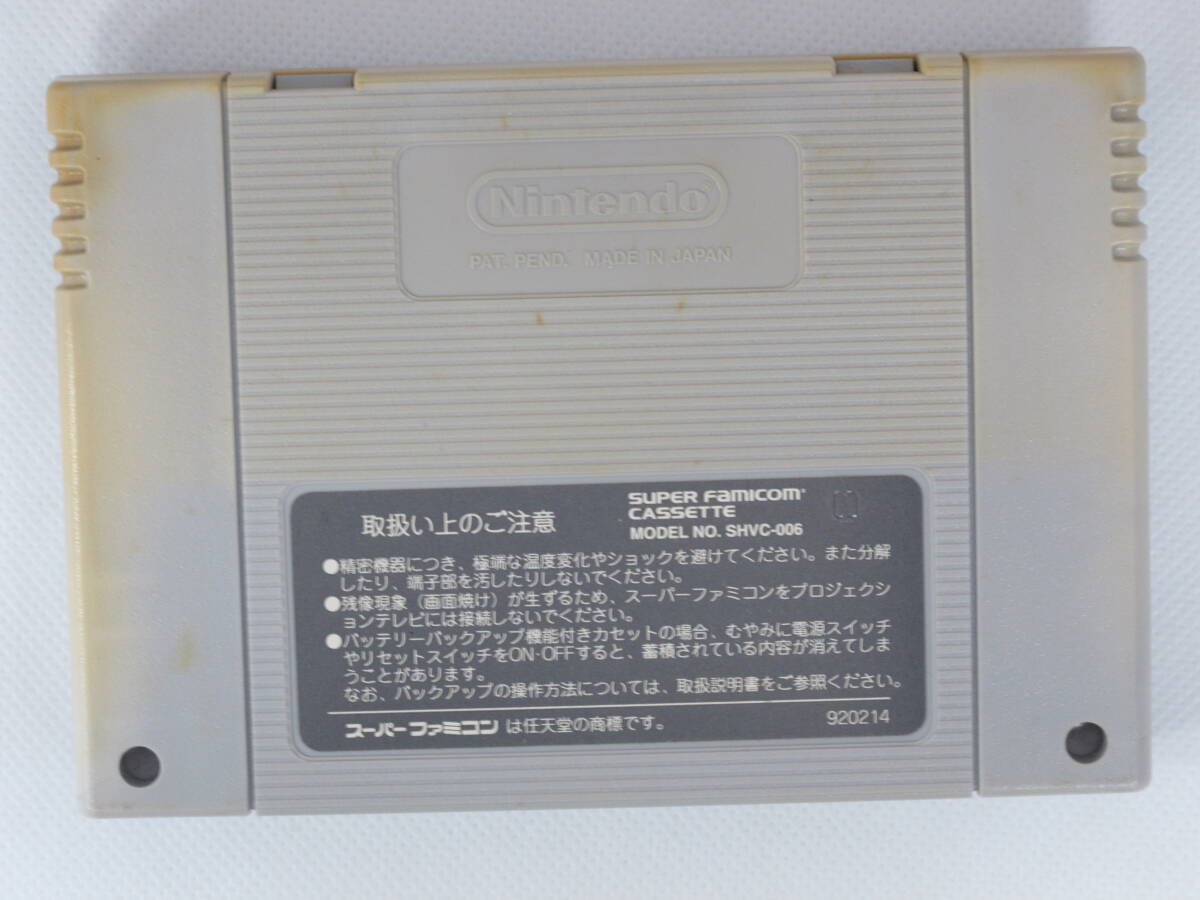 Nintendo
PAT. PEND. MADE IN JAPAN
取扱い上のご注意
SUPER FAMICOM
CASSETTE
MODEL NO. SHVC-006
●精密機器につき、極端な温度変化やショックを避けてください。また分解
したり、端子部を汚したりしないでください。
●残像現象（画面焼け）が生ずるため、スーパーファミコンをプロジェクシ
ョンテレビには接続しないでください。
●バッテリーバックアップ機能付きカセットの場合、むやみに電源スイッチ
やリセットスイッチをON・OFFすると、蓄積されている内容が消えてしま
うことがあります。
なお、バックアップの操作方法については、取扱説明書をご参照ください。
スーパーファミコン は任天堂の商標です。
920214